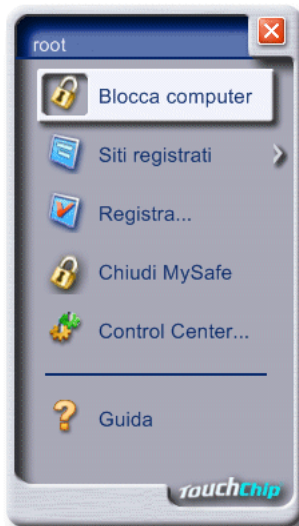 root
Blocca computer
Siti registrati
Registra...
Chiudi MySafe
Control Center...
Guida
TouchChip